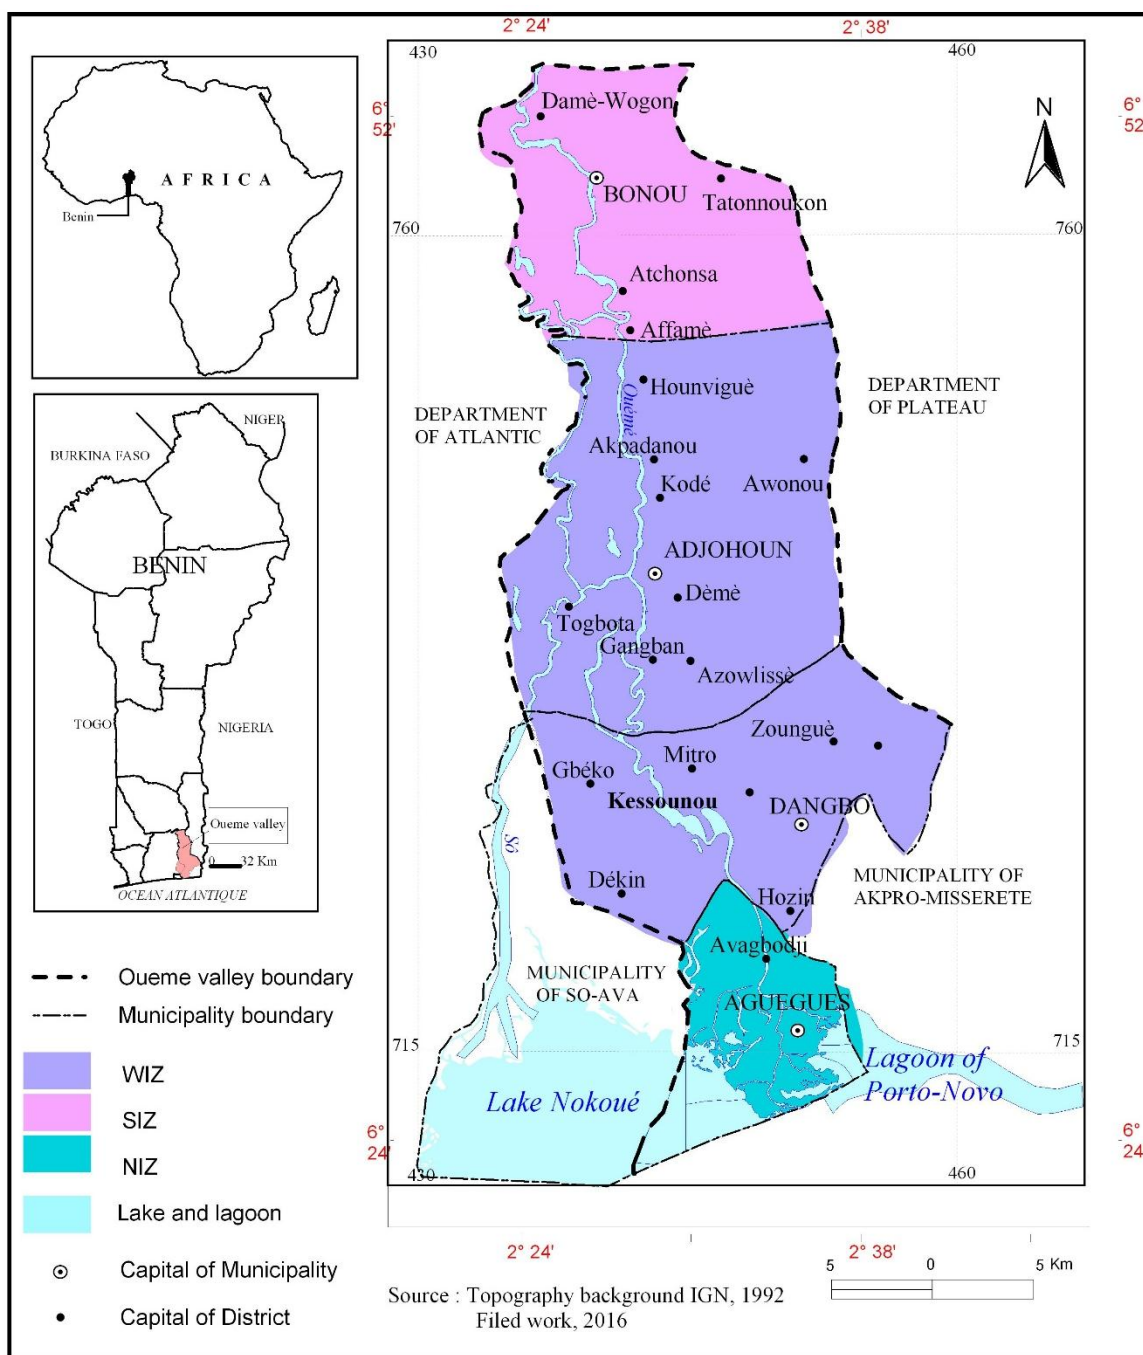 2° 24'
2° 38'
430
460
6°
52'
6°
52'
A F R I C A
Benin
N
Damè-Wogon
BONOU
Tatonnoukon
760
760
Atchonsa
Affamè
Hounviguè
Ouèmè
DEPARTMENT
OF ATLANTIC
DEPARTMENT
OF PLATEAU
Akpadanou
Kodé
Awonou
ADJOHOUN
Dèmè
Togbota
Gangban
Azowlissè
NIGER
BURKINA FASO
BENIN
TOGO
NIGERIA
Oueme valley
0 32 Km
OCEAN ATLANTIQUE
Zounguè
Mitro
Gbéko
Kessounou
DANGBO
Sô
Dékin
Hozin
MUNICIPALITY OF
AKPRO-MISSERETE
Avagbodji
MUNICIPALITY
OF SO-AVA
AGUEGUES
715
715
Lake Nokoué
Lagoon of
Porto-Novo
6°
24'
6°
24'
430
460
2° 24'
2° 38'
Oueme valley boundary
Municipality boundary
WIZ
SIZ
NIZ
Lake and lagoon
Capital of Municipality
Capital of District
5 0 5 Km
Source : Topography background IGN, 1992
Filed work, 2016